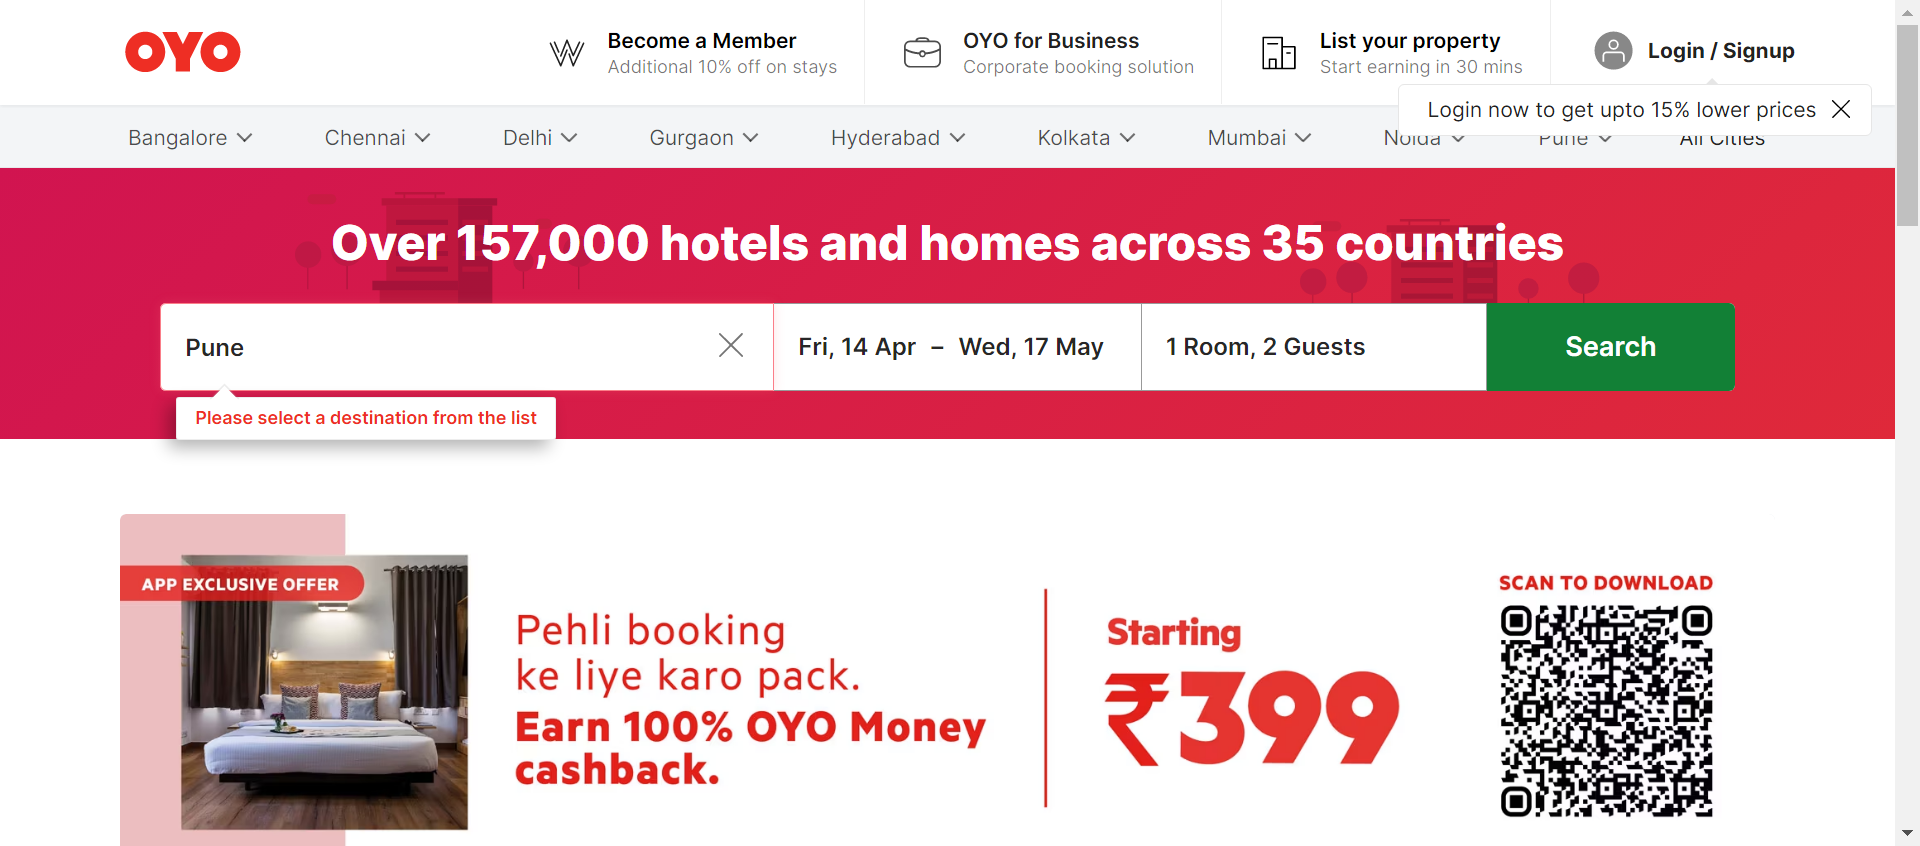 OYO
Become a Member
Additional 10% off on stays
OYO for Business
Corporate booking solution
List your property
Start earning in 30 mins
Login / Signup
Login now to get upto 15% lower prices
Bangalore
Chennai
Delhi
Gurgaon
Hyderabad
Kolkata
Mumbai
Noida
Pune
All Cities
Over 157,000 hotels and homes across 35 countries
Pune
Fri, 14 Apr – Wed, 17 May
1 Room, 2 Guests
Search
Please select a destination from the list
APP EXCLUSIVE OFFER
Pehli booking
ke liye karo pack.
Earn 100% OYO Money
cashback.
Starting
₹399
SCAN TO DOWNLOAD